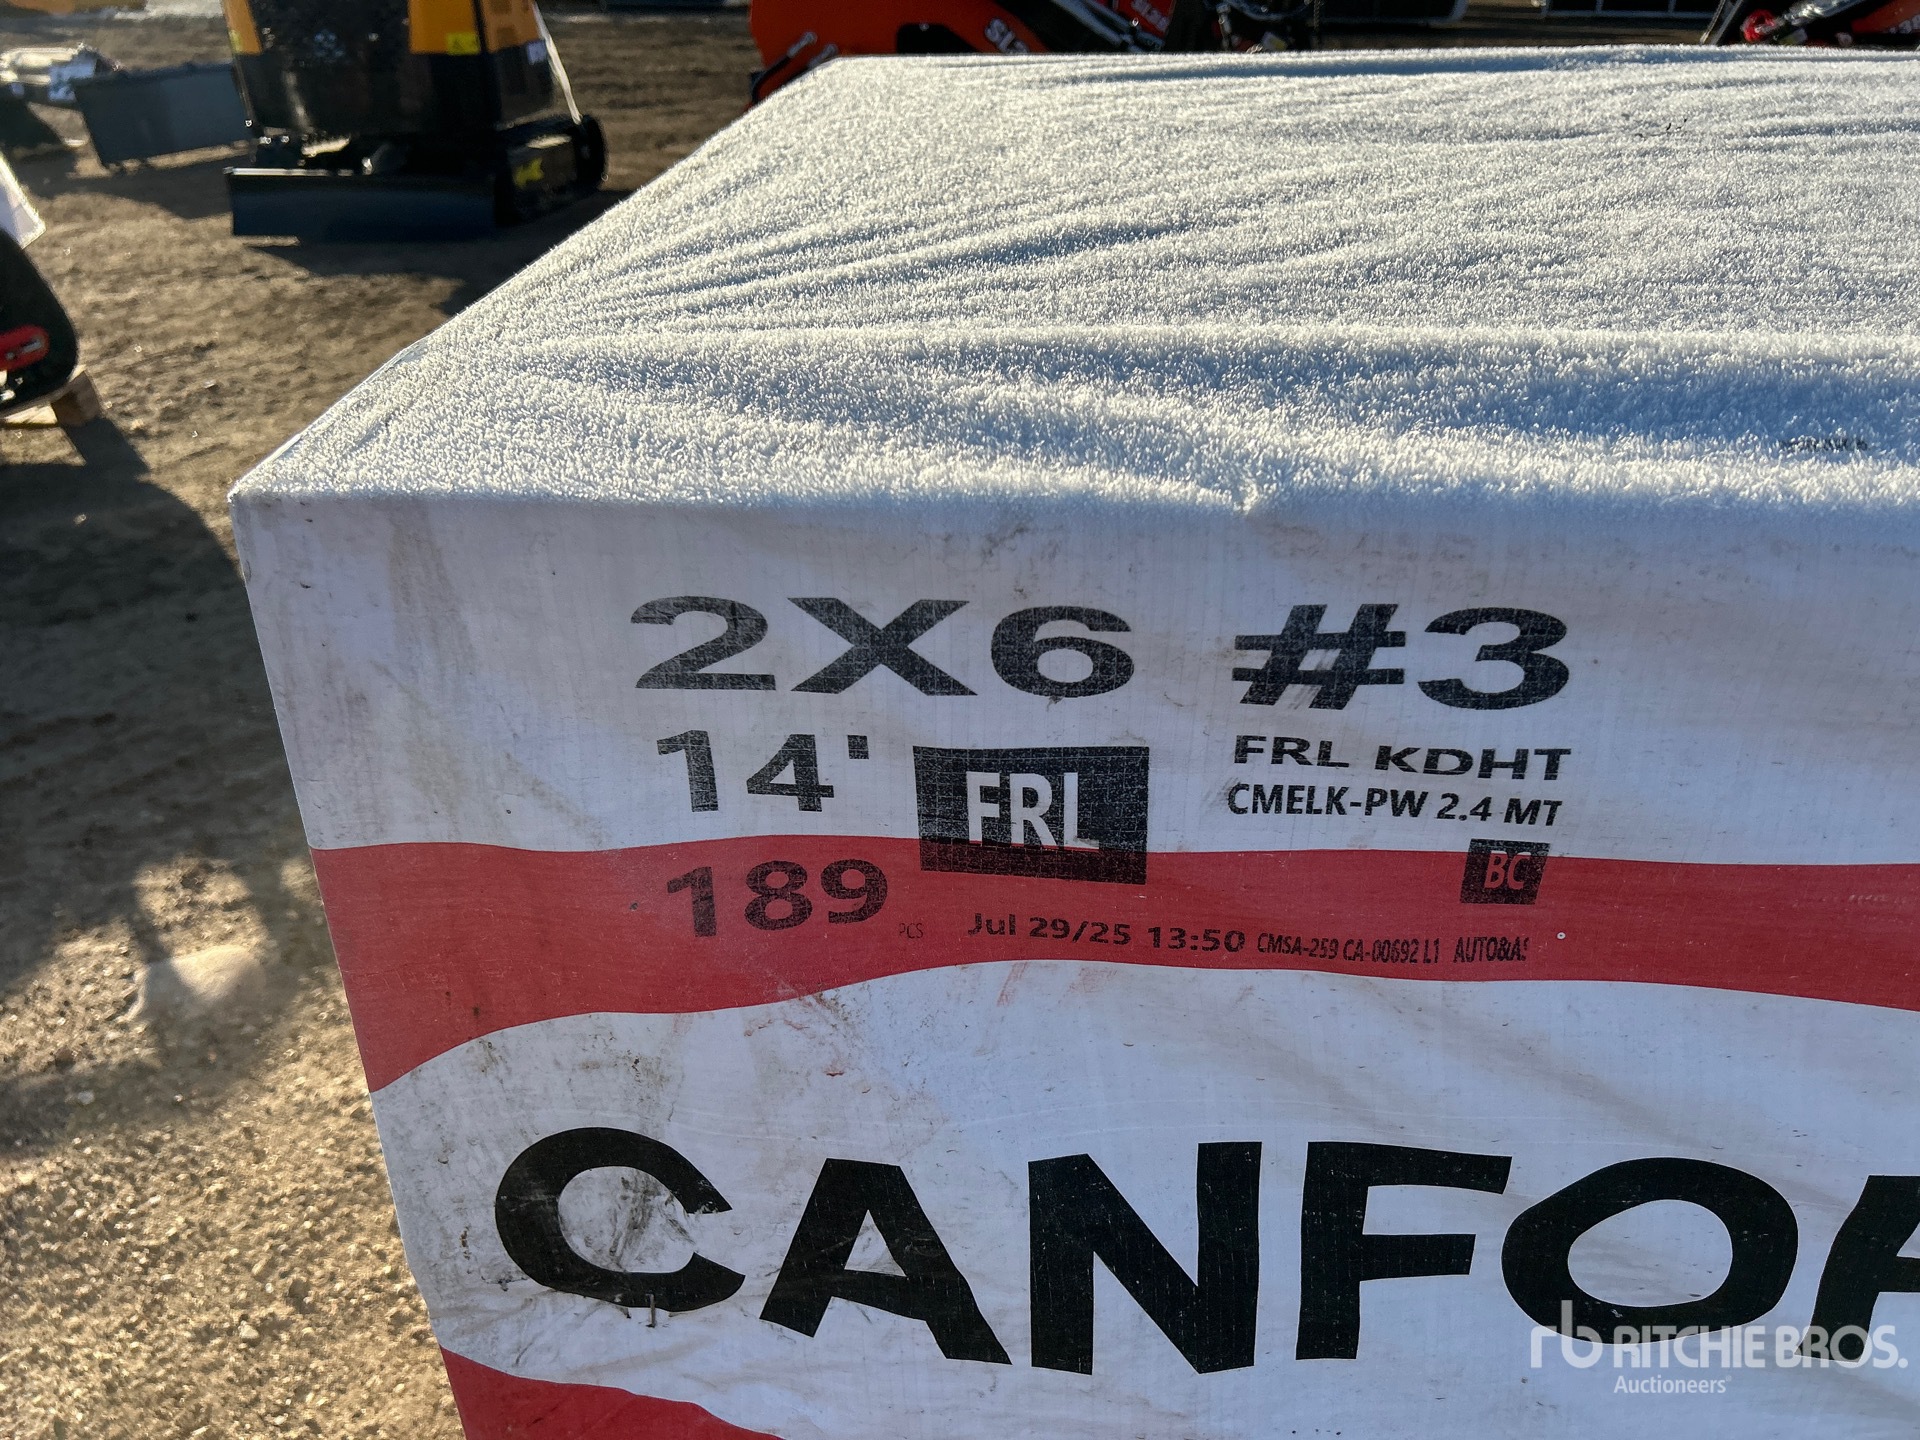 2X6 #3
14' FRL FRL KDHT
CMELK-PW 2.4 MT
BC
189 PCS Jul 29/25 13:50 CMSA-259 CA-00692 L1
CANFO
rb RITCHIE BROS.
Auctioneers